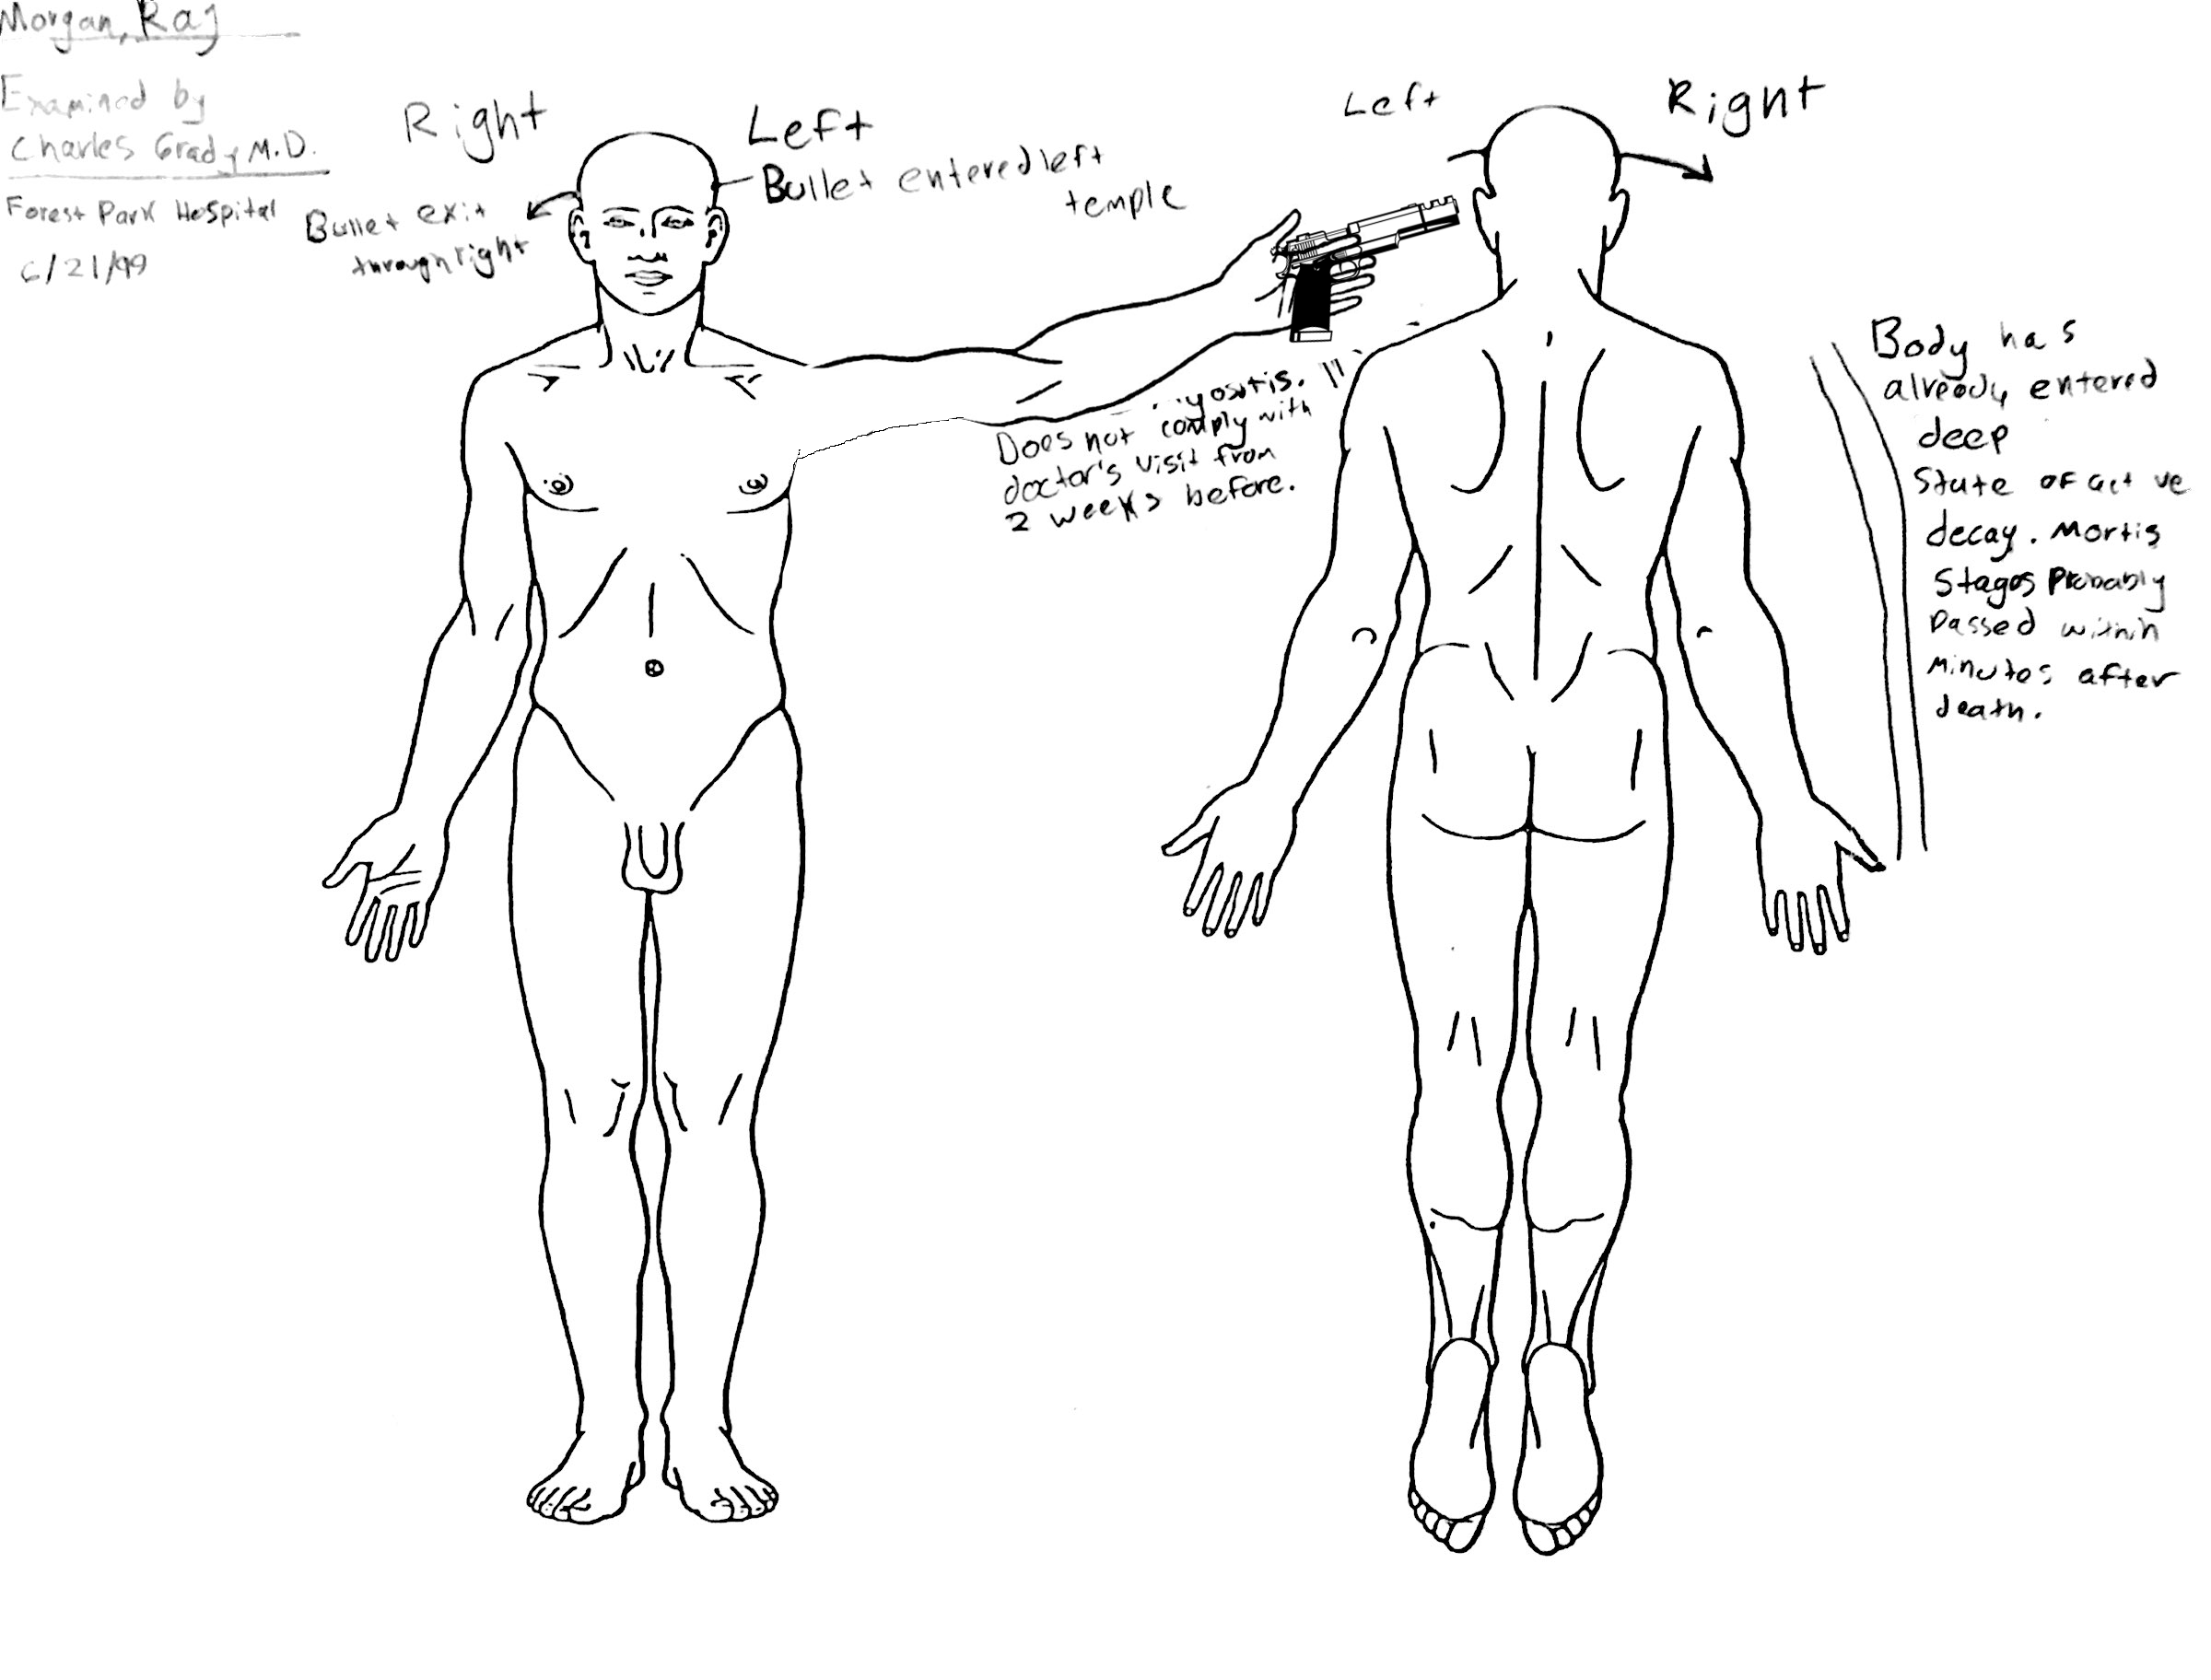 Morgan, Raj
Examined by
Charles Grady M.D.
Forest Park Hospital
6/21/99
Right
Left
Bullet entered left
temple
Bullet exit
through right
Left
Right
Does not comply with
doctor's visit from
2 weeks before.
Body has
already entered
deep
State of act ve
decay. Mortis
Stages Probably
Passed within
Minutes after
death.